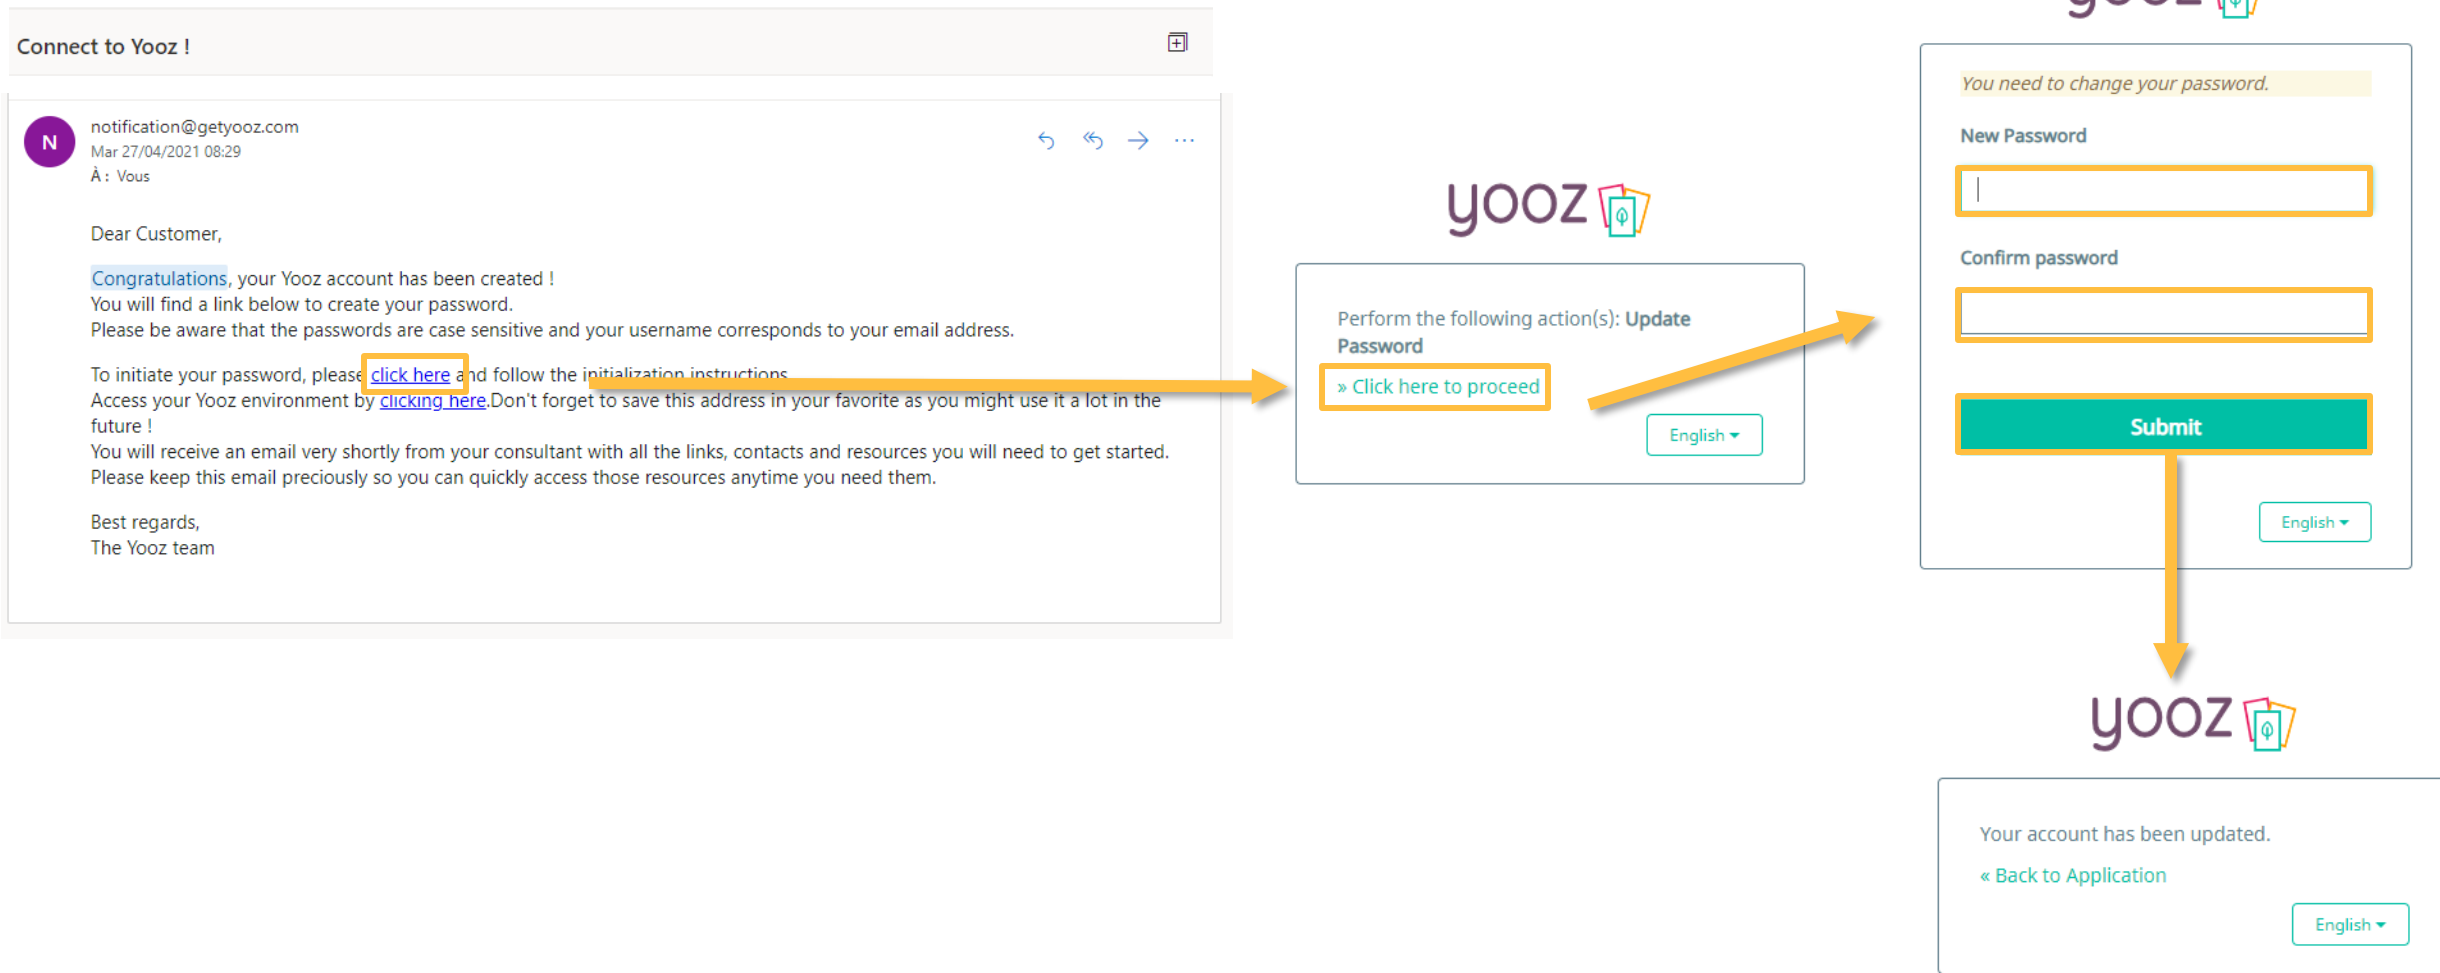 Connect to Yooz !
N
notification@getyooz.com
Mar 27/04/2021 08:29
À : Vous
Dear Customer,
Congratulations, your Yooz account has been created !
You will find a link below to create your password.
Please be aware that the passwords are case sensitive and your username corresponds to your email address.
To initiate your password, please click here and follow the initialization instructions
Access your Yooz environment by clicking here.Don't forget to save this address in your favorite as you might use it a lot in the
future !
You will receive an email very shortly from your consultant with all the links, contacts and resources you will need to get started.
Please keep this email preciously so you can quickly access those resources anytime you need them.
Best regards,
The Yooz team
yooz
Perform the following action(s): Update
Password
» Click here to proceed
English
yooz
You need to change your password.
New Password
Confirm password
Submit
English
yooz
Your account has been updated.
« Back to Application
English